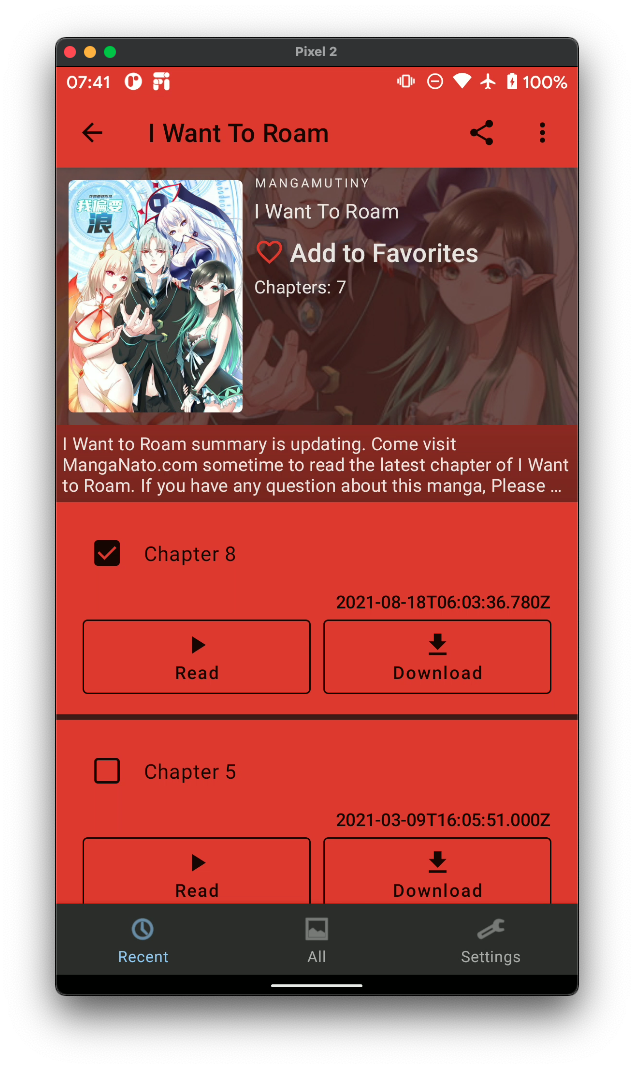 Pixel 2
07:41
100%
I Want To Roam
MANGAMUTINY
I Want To Roam
Add to Favorites
Chapters: 7
我偏要
浪
I Want to Roam summary is updating. Come visit
MangaNato.com sometime to read the latest chapter of I Want
to Roam. If you have any question about this manga, Please ...
Chapter 8
2021-08-18T06:03:36.780Z
Read
Download
Chapter 5
2021-03-09T16:05:51.000Z
Read
Download
Recent
All
Settings